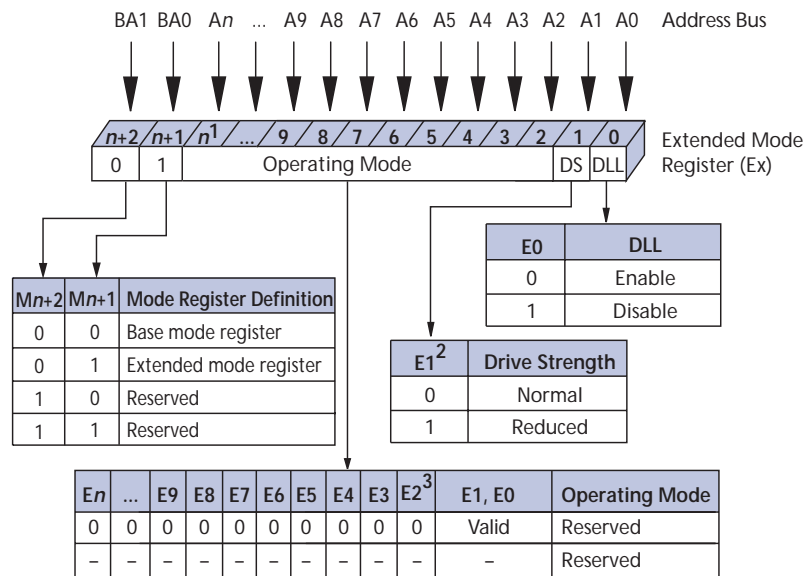 BA1 BA0 An ... A9 A8 A7 A6 A5 A4 A3 A2 A1 A0 Address Bus
n+2 n+1 n1 ... 9 8 7 6 5 4 3 2 1 0
0 1 Operating Mode DS DLL
Extended Mode
Register (Ex)
E0 DLL
0 Enable
1 Disable
Mn+2 Mn+1 Mode Register Definition
0 0 Base mode register
0 1 Extended mode register
1 0 Reserved
1 1 Reserved
E12 Drive Strength
0 Normal
1 Reduced
En ... E9 E8 E7 E6 E5 E4 E3 E23 E1, E0 Operating Mode
0 0 0 0 0 0 0 0 0 0 Valid Reserved
– – – – – – – – – – – Reserved